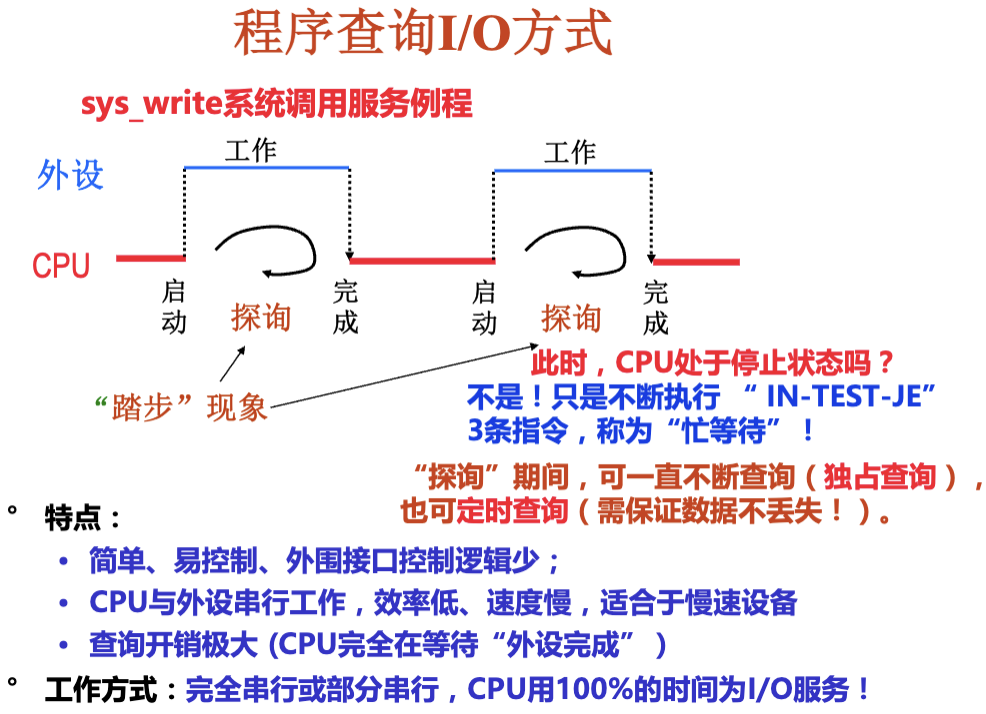 程序查询I/O方式
sys_write系统调用服务例程
工作
工作
外设
CPU
启动
探询
完成
启动
探询
完成
此时，CPU处于停止状态吗？
“踏步”现象
不是！只是不断执行 “ IN-TEST-JE”
3条指令，称为“忙等待” ！
“探询”期间，可一直不断查询（独占查询），
也可定时查询（需保证数据不丢失！）。
° 特点：
• 简单、易控制、外围接口控制逻辑少；
• CPU与外设串行工作，效率低、速度慢，适合于慢速设备
• 查询开销极大 (CPU完全在等待“外设完成” )
° 工作方式：完全串行或部分串行，CPU用100%的时间为I/O服务！